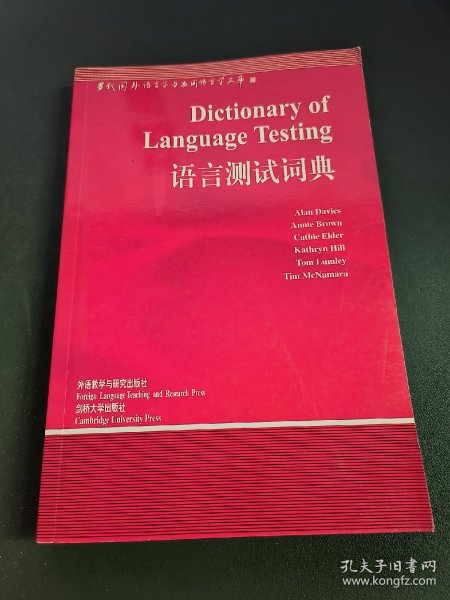 当代国外语言学与应用语言学文库
Dictionary of
Language Testing
语言测试词典
Alan Davies
Annie Brown
Cathie Elder
Kathryn Hill
Tom Lumley
Tim McNamara
外语教学与研究出版社
Foreign Language Teaching and Research Press
剑桥大学出版社
Cambridge University Press
孔夫子旧书网
www.kongfz.com